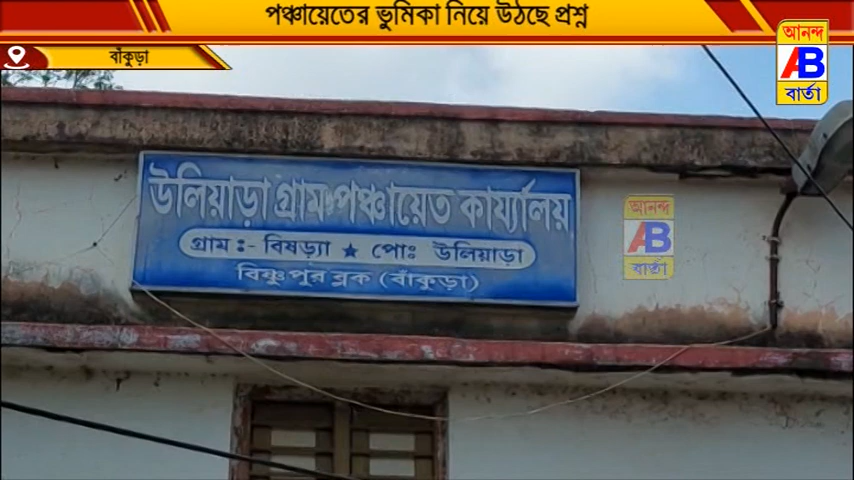 পঞ্চায়েতের ভুমিকা নিয়ে উঠছে প্রশ্ন
বাঁকুড়া
আনন্দ
AB
বার্তা
উলিয়াড়া গ্রাম পঞ্চায়েত কার্য্যালয়
গ্রাম :- বিষড়্যা ★ পোঃ উলিয়াড়া
বিষ্ণুপুর ব্লক (বাঁকুড়া)
আনন্দ
AB
বার্তা